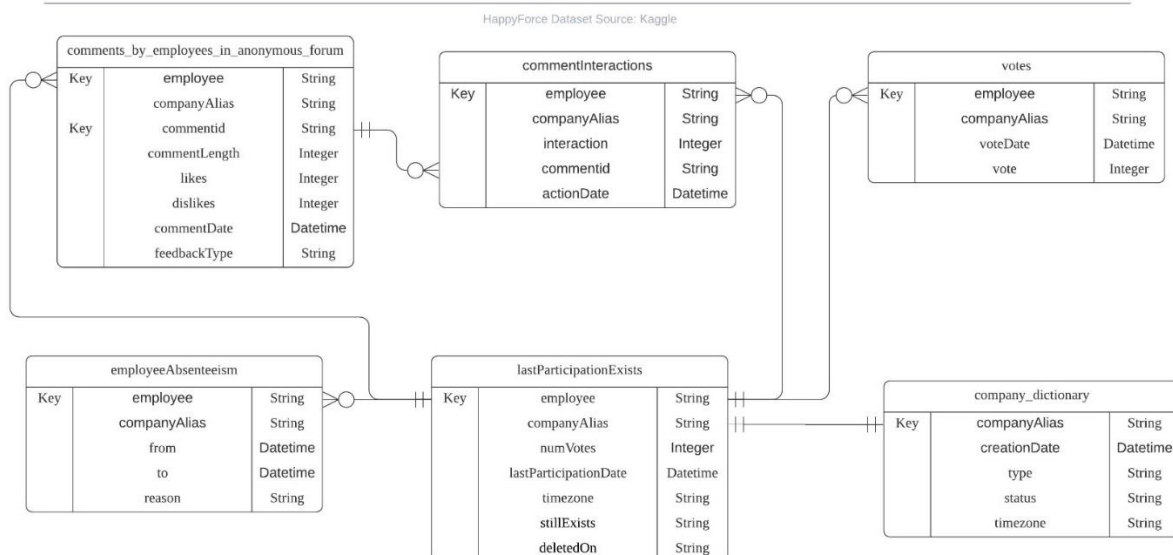 HappyForce Dataset Source: Kaggle
comments_by_employees_in_anonymous_forum
Key employee String
companyAlias String
Key commentid String
commentLength Integer
likes Integer
dislikes Integer
commentDate Datetime
feedbackType String
commentInteractions
Key employee String
companyAlias String
interaction Integer
commentid String
actionDate Datetime
votes
Key employee String
companyAlias String
voteDate Datetime
vote Integer
employeeAbsenteeism
Key employee String
companyAlias String
from Datetime
to Datetime
reason String
lastParticipationExists
Key employee String
companyAlias String
numVotes Integer
lastParticipationDate Datetime
timezone String
stillExists String
deletedOn String
company_dictionary
Key companyAlias String
creationDate Datetime
type String
status String
timezone String